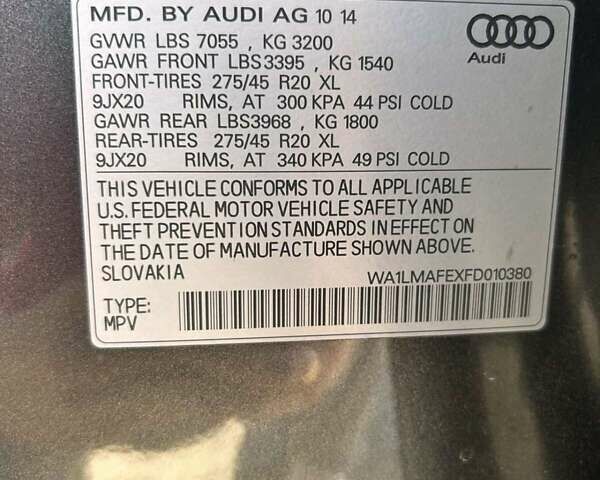 MFD. BY AUDI AG 10 14
GVWR LBS 7055 , KG 3200
GAWR FRONT LBS3395 , KG 1540
FRONT-TIRES 275/45 R20 XL
9JX20 RIMS, AT 300 KPA 44 PSI COLD
GAWR REAR LBS3968 , KG 1800
REAR-TIRES 275/45 R20 XL
9JX20 RIMS, AT 340 KPA 49 PSI COLD
Audi
THIS VEHICLE CONFORMS TO ALL APPLICABLE
U.S. FEDERAL MOTOR VEHICLE SAFETY AND
THEFT PREVENTION STANDARDS IN EFFECT ON
THE DATE OF MANUFACTURE SHOWN ABOVE.
SLOVAKIA WA1LMAFEXFD010380
TYPE:
MPV